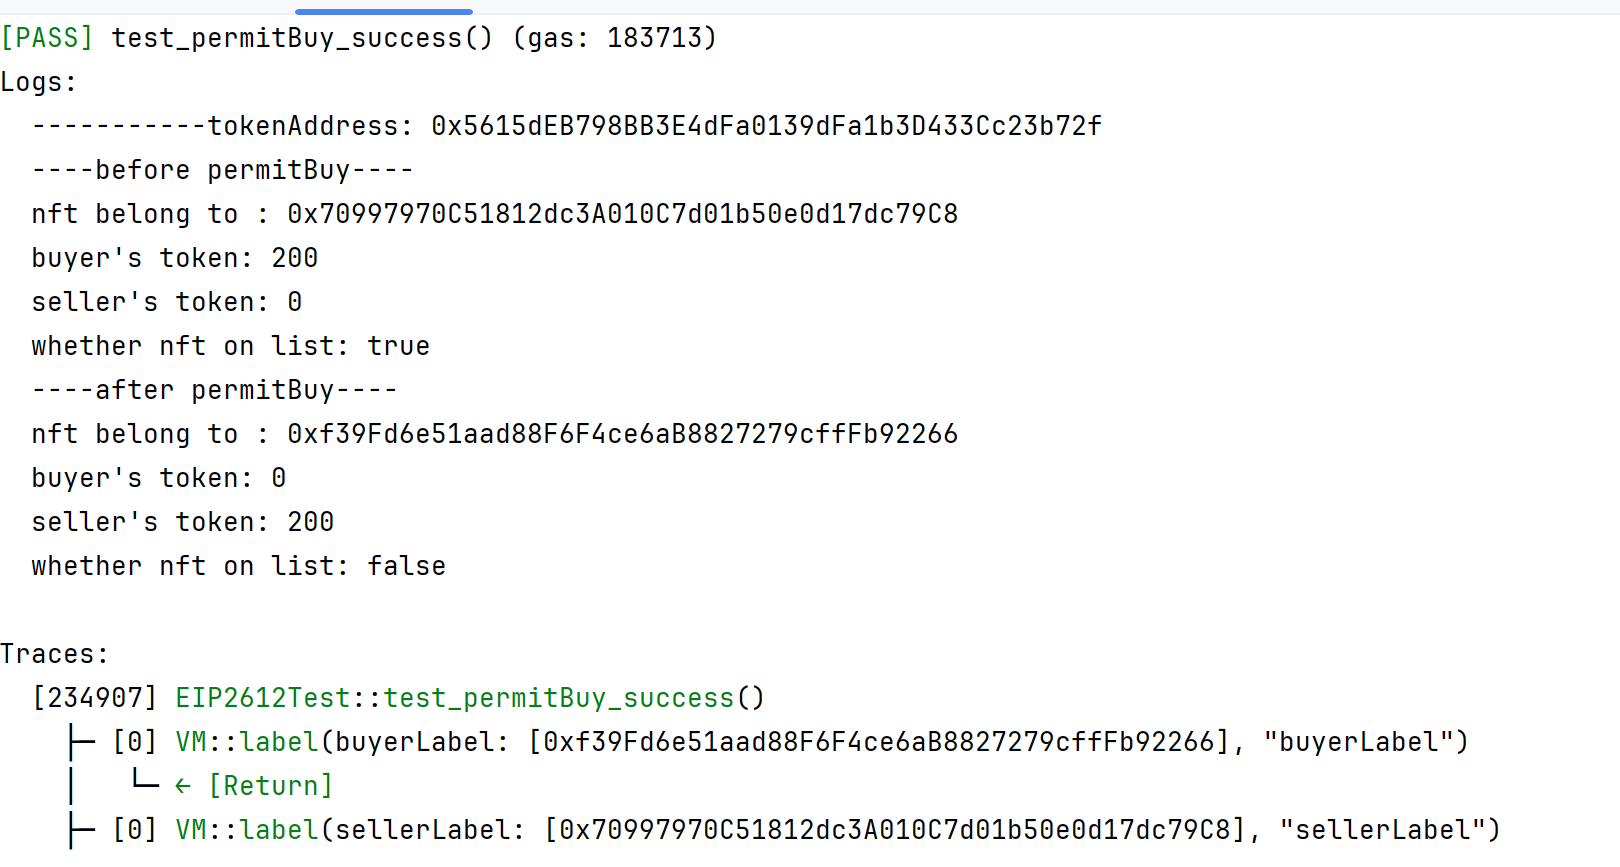 [PASS] test_permitBuy_success() (gas: 183713)
Logs:
  -----------tokenAddress: 0x5615dEB798BB3E4dFa0139dFa1b3D433Cc23b72f
  ----before permitBuy----
  nft belong to : 0x70997970C51812dc3A010C7d01b50e0d17dc79C8
  buyer's token: 200
  seller's token: 0
  whether nft on list: true
  ----after permitBuy----
  nft belong to : 0xf39Fd6e51aad88F6F4ce6aB8827279cffFb92266
  buyer's token: 0
  seller's token: 200
  whether nft on list: false

Traces:
  [234907] EIP2612Test::test_permitBuy_success()
    ├─ [0] VM::label(buyerLabel: [0xf39Fd6e51aad88F6F4ce6aB8827279cffFb92266], "buyerLabel")
    │   └─ ← [Return]
    ├─ [0] VM::label(sellerLabel: [0x70997970C51812dc3A010C7d01b50e0d17dc79C8], "sellerLabel")